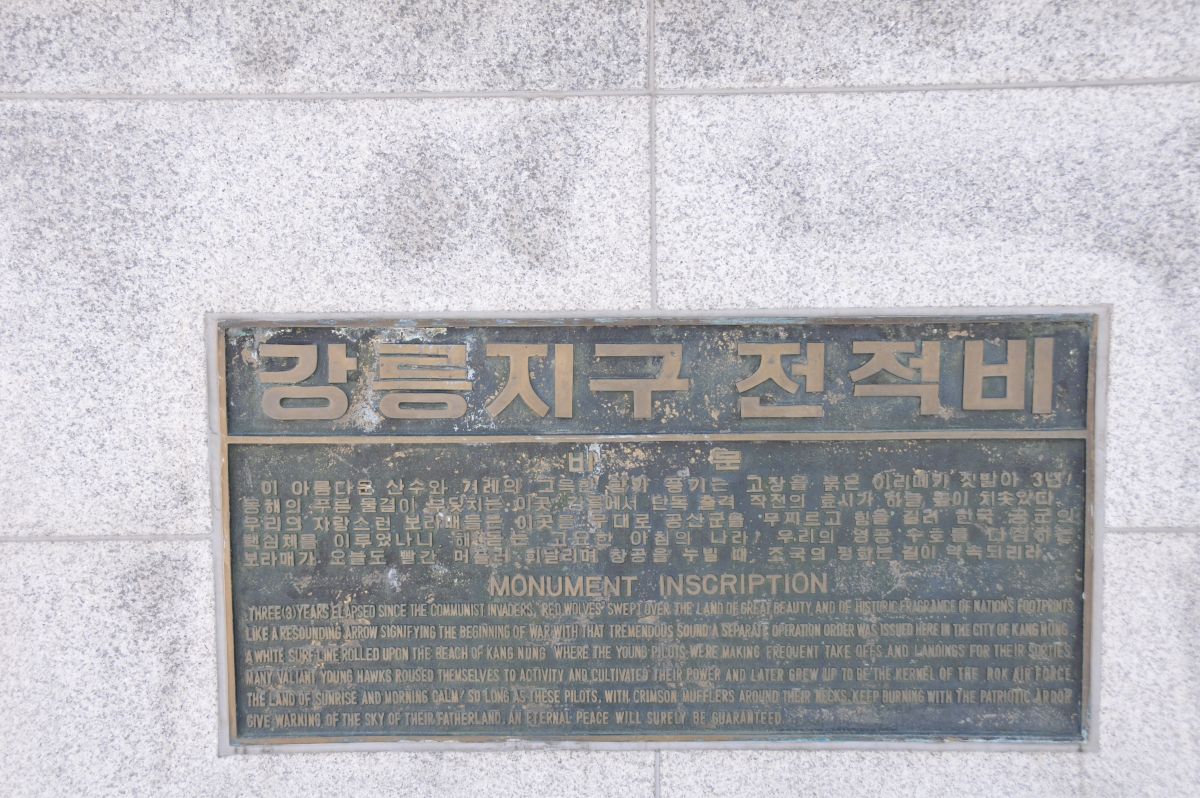 강릉지구 전적비
비 문
이 아름다운 산수와 겨레의 그윽한 향기 풍기는 고장을 붉은 이리떼가 짓밟아 3년!
동해의 푸른 물결이 부딪치는 이곳 강릉에서 단독 출격 작전의 효시가 하늘 높이 치솟았다.
우리의 자랑스런 보라매들은 이곳을 대로 공산군을 무찌르고 힘을 길러 한국 공군의
핵심체를 이루었나니 해 돋는 고요한 아침의 나라! 우리의 영공 수호를 다짐하는
보라매가 오늘도 빨간 머플러 휘날리며 창공을 누빌 때, 조국의 평화는 길이 약속되리라.
MONUMENT INSCRIPTION
THREE(3)YEARS ELAPSED SINCE THE COMMUNIST INVADERS, "RED WOLVES" SWEPT OVER THE LAND OF GREAT BEAUTY AND OF HISTORIC FRAGRANCE OF NATION'S FOOTPRINTS.
LIKE A RESOUNDING ARROW SIGNIFYING THE BEGINNING OF WAR WITH THAT TREMENDOUS SOUND A SEPARATE OPERATION ORDER WAS ISSUED HERE IN THE CITY OF KANG NŬNG.
A WHITE SURF LINE ROLLED UPON THE BEACH OF KANG NŬNG WHERE THE YOUNG PILOTS WERE MAKING FREQUENT TAKE OFFS AND LANDINGS FOR THEIR SORTIES
MANY VALIANT YOUNG HAWKS ROUSED THEMSELVES TO ACTIVITY AND CULTIVATED THEIR POWER AND LATER GREW UP TO BE THE KERNEL OF THE ROK AIR FORCE
THE LAND OF SUNRISE AND MORNING CALM! SO LONG AS THESE PILOTS, WITH CRIMSON MUFFLERS AROUND THEIR NECKS, KEEP BURNING WITH THE PATRIOTIC ARDOR
GIVE WARNING OF THE SKY OF THEIR FATHERLAND, AN ETERNAL PEACE WILL SURELY BE GUARANTEED.